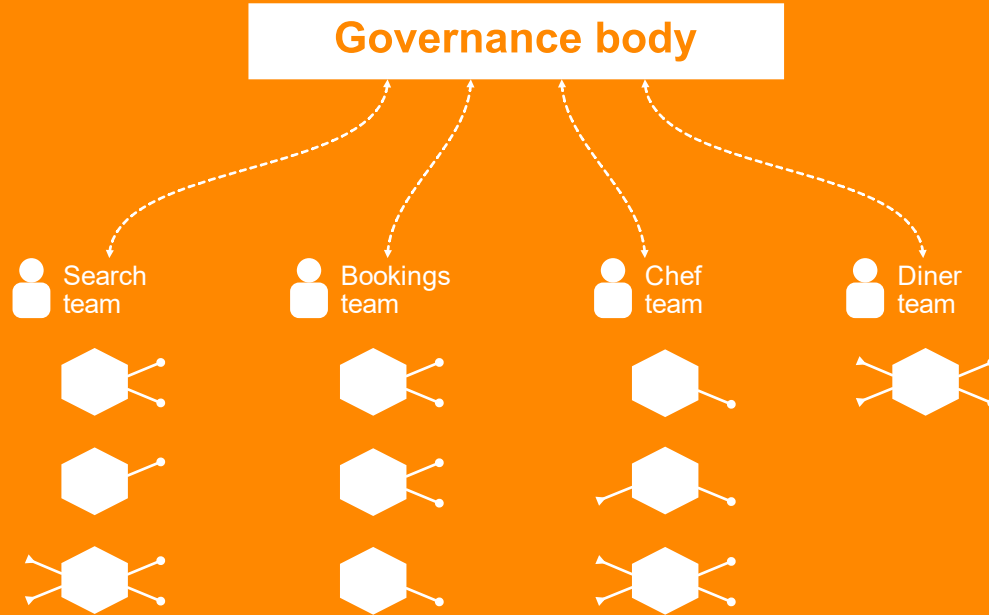 Governance body
Search
team
Bookings
team
Chef
team
Diner
team